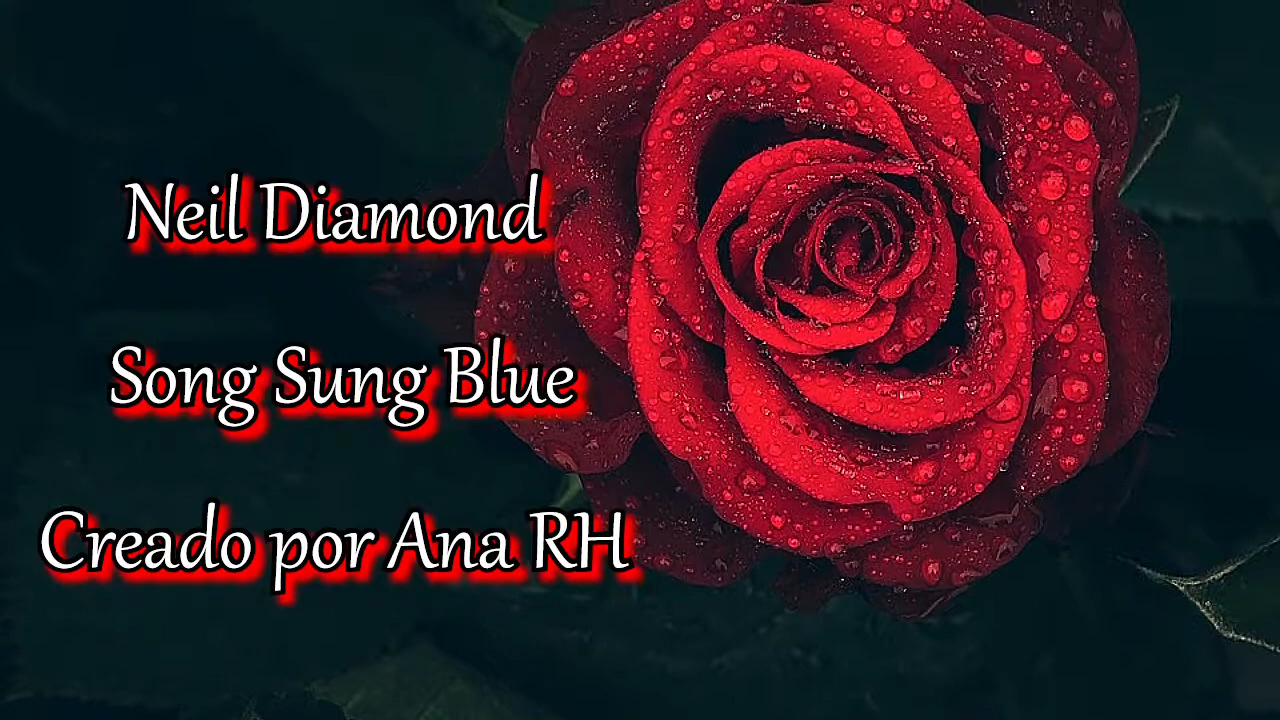 Neil Diamond
Song Sung Blue
Creado por Ana RH